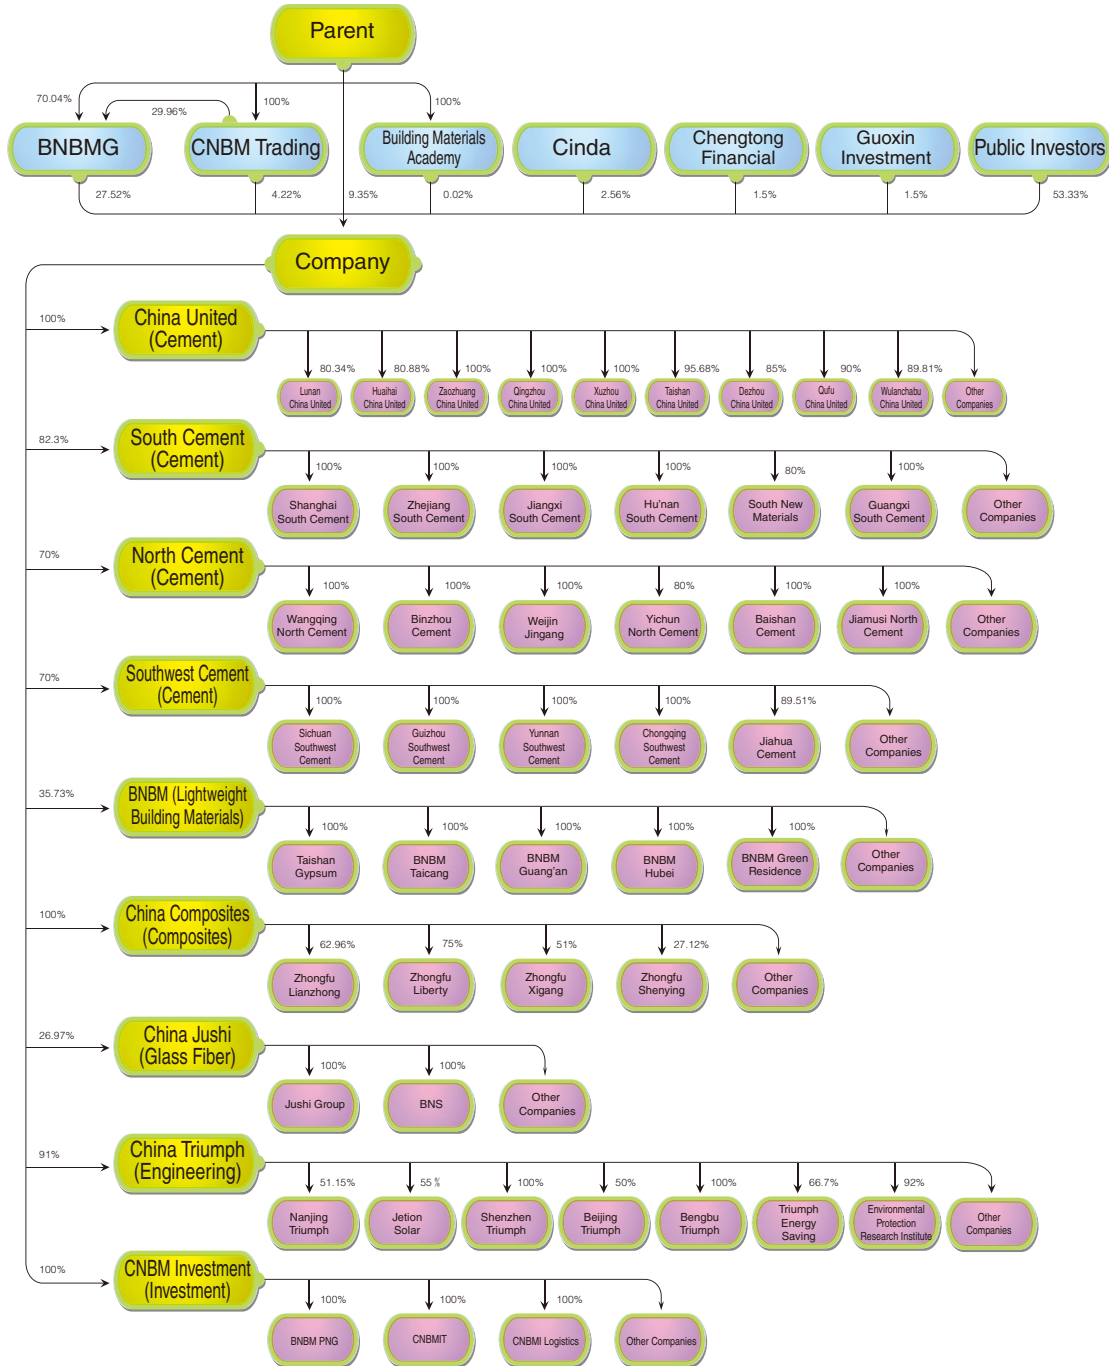 Parent
70.04%
29.96%
100%
100%
BNBMG
CNBM Trading
Building Materials
Academy
Cinda
Chengtong
Financial
Guoxin
Investment
Public Investors
27.52%
4.22%
9.35%
0.02%
2.56%
1.5%
1.5%
53.33%
Company
100%
China United
(Cement)
80.34%
80.88%
100%
100%
100%
95.68%
85%
90%
89.81%
Lunan
China United
Huaihai
China United
Zaozhuang
China United
Qingzhou
China United
Xuzhou
China United
Taishan
China United
Dezhou
China United
Qufu
China United
Wulanchabu
China United
Other
Companies
82.3%
South Cement
(Cement)
100%
100%
100%
100%
80%
100%
Shanghai
South Cement
Zhejiang
South Cement
Jiangxi
South Cement
Hu'nan
South Cement
South New
Materials
Guangxi
South Cement
Other
Companies
70%
North Cement
(Cement)
100%
100%
100%
80%
100%
100%
Wangqing
North Cement
Binzhou
Cement
Weijin
Jingang
Yichun
North Cement
Baishan
Cement
Jiamusi North
Cement
Other
Companies
70%
Southwest Cement
(Cement)
100%
100%
100%
100%
89.51%
Sichuan
Southwest
Cement
Guizhou
Southwest
Cement
Yunnan
Southwest
Cement
Chongqing
Southwest
Cement
Jiahua
Cement
Other
Companies
35.73%
BNBM (Lightweight
Building Materials)
100%
100%
100%
100%
100%
Taishan
Gypsum
BNBM
Taicang
BNBM
Guang'an
BNBM
Hubei
BNBM Green
Residence
Other
Companies
100%
China Composites
(Composites)
62.96%
75%
51%
27.12%
Zhongfu
Lianzhong
Zhongfu
Liberty
Zhongfu
Xigang
Zhongfu
Shenying
Other
Companies
26.97%
China Jushi
(Glass Fiber)
100%
100%
Jushi Group
BNS
Other
Companies
91%
China Triumph
(Engineering)
51.15%
55%
100%
50%
100%
66.7%
92%
Nanjing
Triumph
Jetion
Solar
Shenzhen
Triumph
Beijing
Triumph
Bengbu
Triumph
Triumph
Energy
Saving
Environmental
Protection
Research Institute
Other
Companies
100%
CNBM Investment
(Investment)
100%
100%
100%
BNBM PNG
CNBMIT
CNBMI Logistics
Other Companies